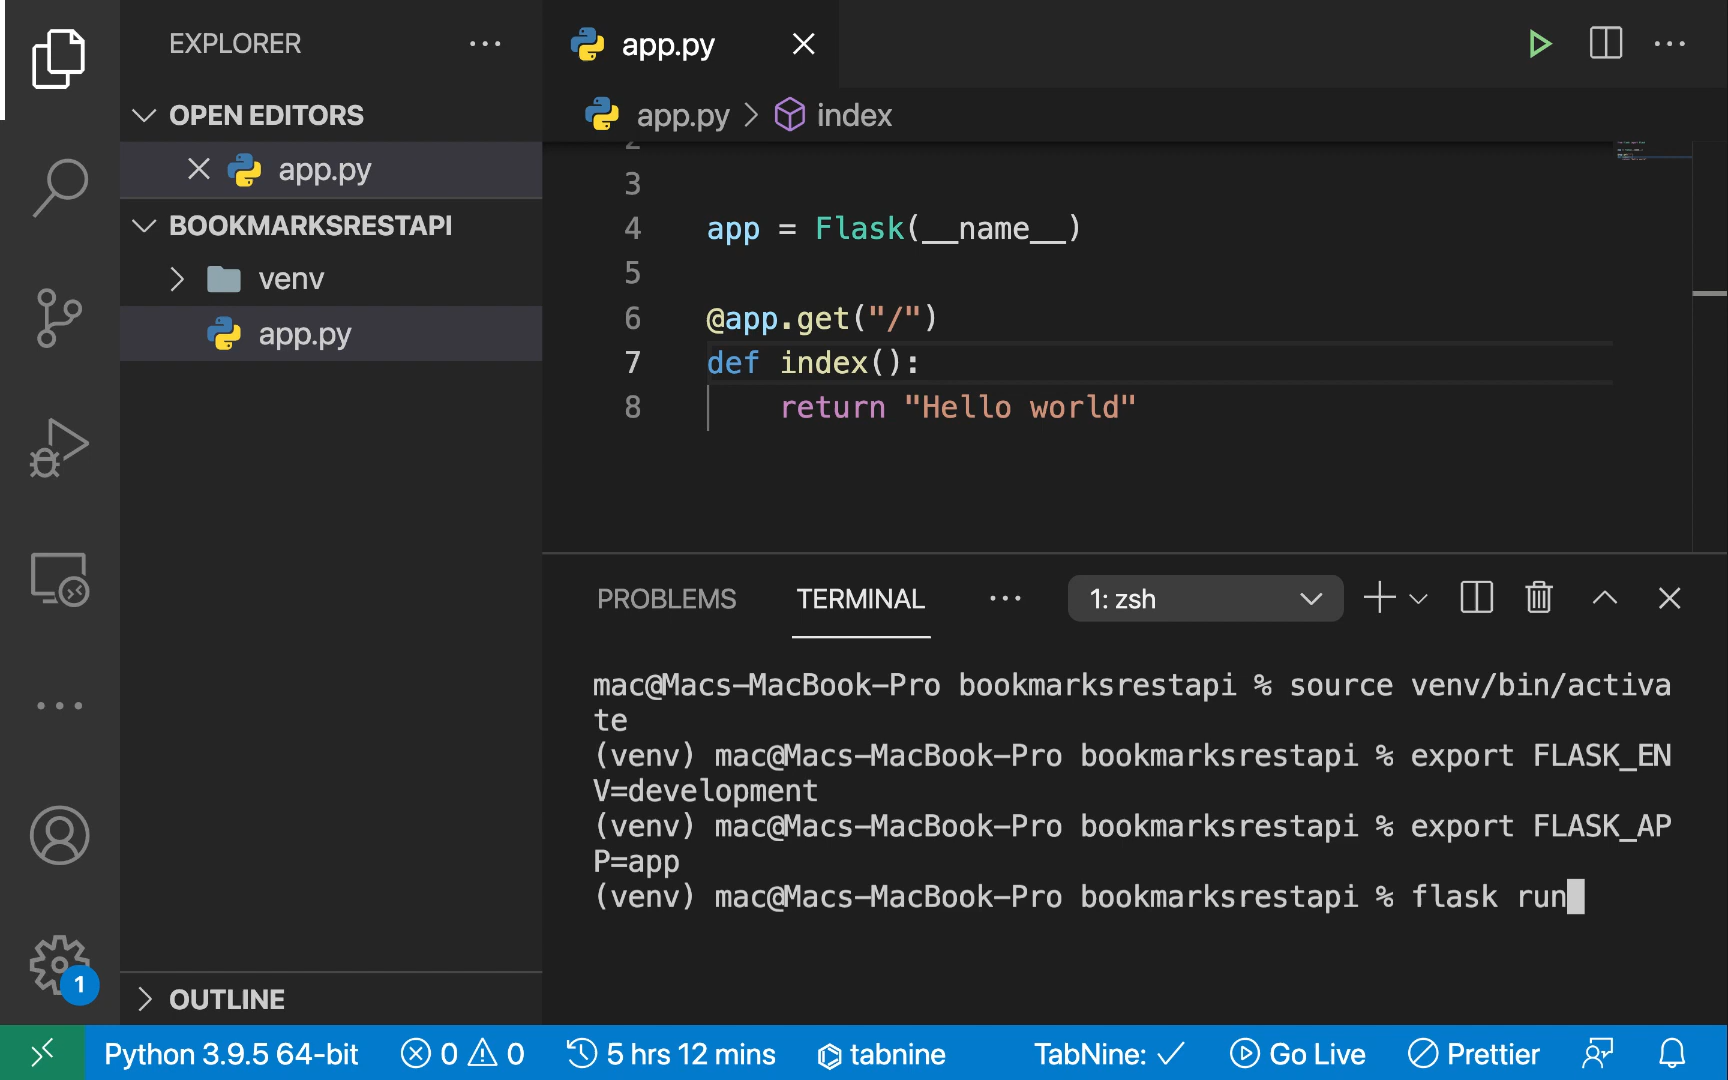 EXPLORER
OPEN EDITORS
app.py
BOOKMARKSRESTAPI
venv
app.py
OUTLINE
app.py
app.py > index
2
3
4 app = Flask(__name__)
5
6 @app.get("/")
7 def index():
8 return "Hello world"
PROBLEMS TERMINAL 1: zsh
mac@Macs-MacBook-Pro bookmarksrestapi % source venv/bin/activa
te
(venv) mac@Macs-MacBook-Pro bookmarksrestapi % export FLASK_EN
V=development
(venv) mac@Macs-MacBook-Pro bookmarksrestapi % export FLASK_AP
P=app
(venv) mac@Macs-MacBook-Pro bookmarksrestapi % flask run
1
Python 3.9.5 64-bit 0 0 5 hrs 12 mins tabnine TabNine: ✓ Go Live Prettier